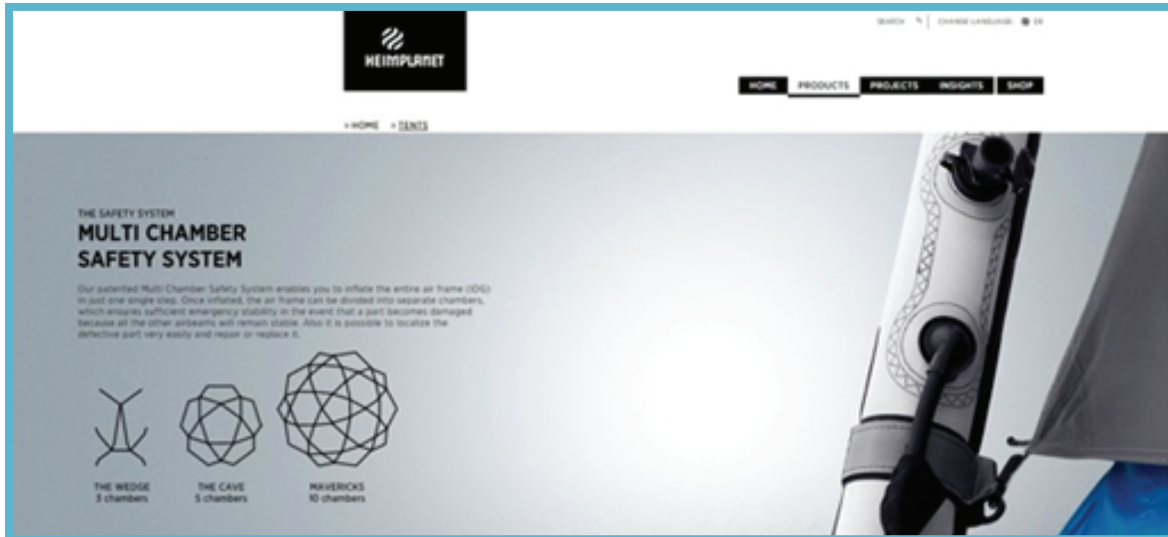 HEIMPLANET
SEARCH CHANGE LANGUAGE: DE
HOME PRODUCTS PROJECTS INSIGHTS SHOP
> HOME > TENTS
THE SAFETY SYSTEM
MULTI CHAMBER
SAFETY SYSTEM
Our patented Multi Chamber Safety System enables you to inflate the entire air frame (IDG)
in just one single step. Once inflated, the air frame can be divided into separate chambers,
which ensures sufficient emergency stability in the event that a part becomes damaged
because all the other airbeams will remain stable. Also it is possible to localize the
defective part very easily and repair or replace it.
THE WEDGE
3 chambers
THE CAVE
5 chambers
MAVERICKS
10 chambers